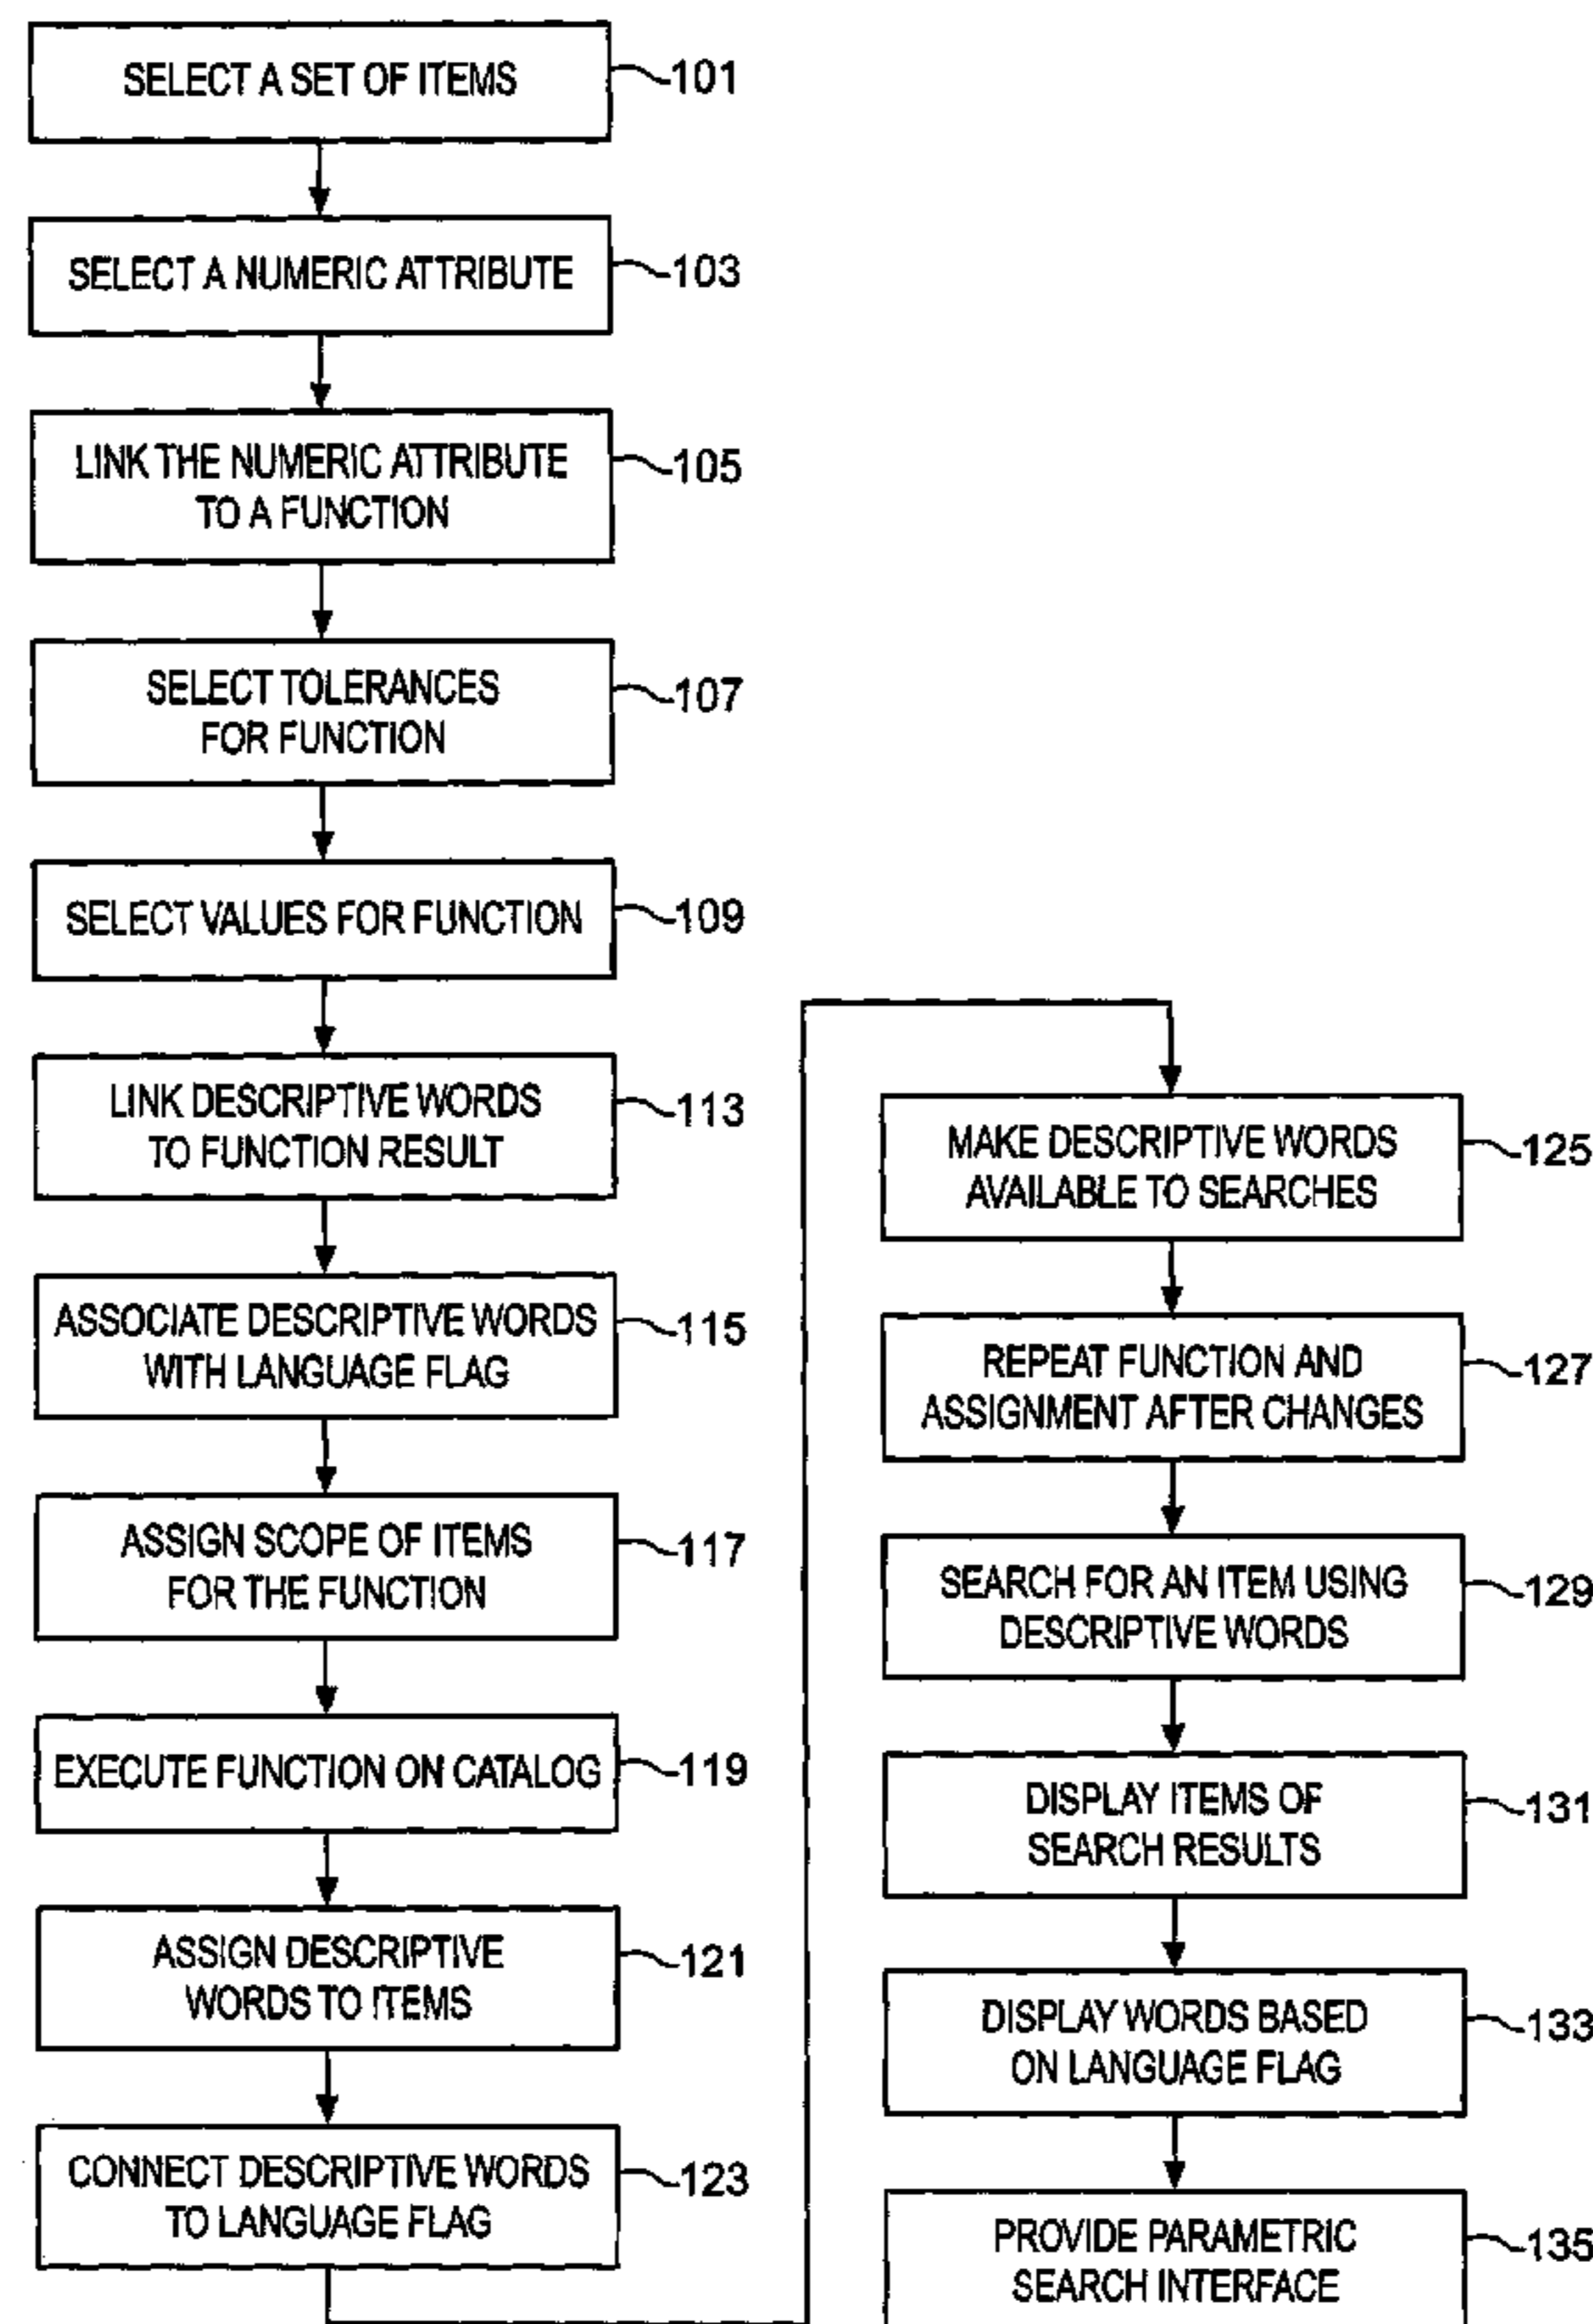 SELECT A SET OF ITEMS
101
SELECT A NUMERIC ATTRIBUTE
103
LINK THE NUMERIC ATTRIBUTE
TO A FUNCTION
105
SELECT TOLERANCES
FOR FUNCTION
107
SELECT VALUES FOR FUNCTION
109
LINK DESCRIPTIVE WORDS
TO FUNCTION RESULT
113
ASSOCIATE DESCRIPTIVE WORDS
WITH LANGUAGE FLAG
115
ASSIGN SCOPE OF ITEMS
FOR THE FUNCTION
117
EXECUTE FUNCTION ON CATALOG
119
ASSIGN DESCRIPTIVE
WORDS TO ITEMS
121
CONNECT DESCRIPTIVE WORDS
TO LANGUAGE FLAG
123
MAKE DESCRIPTIVE WORDS
AVAILABLE TO SEARCHES
125
REPEAT FUNCTION AND
ASSIGNMENT AFTER CHANGES
127
SEARCH FOR AN ITEM USING
DESCRIPTIVE WORDS
129
DISPLAY ITEMS OF
SEARCH RESULTS
131
DISPLAY WORDS BASED
ON LANGUAGE FLAG
133
PROVIDE PARAMETRIC
SEARCH INTERFACE
135